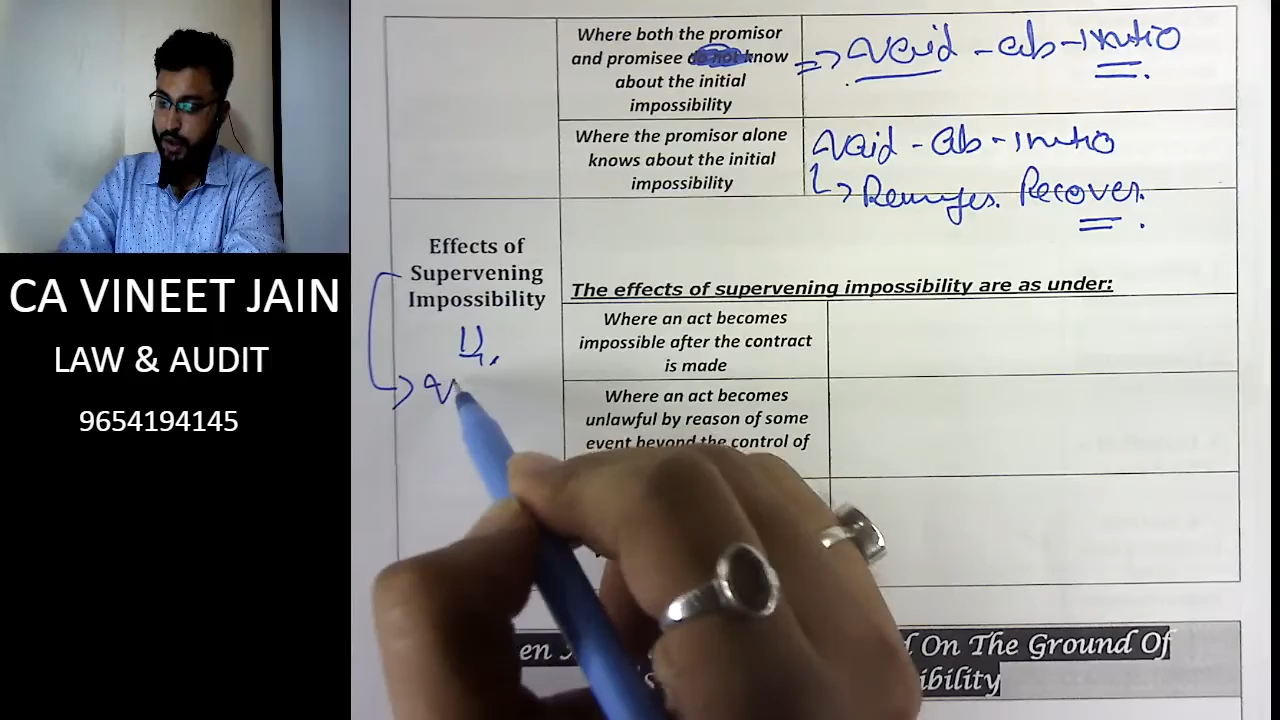 Where both the promisor
and promisee do not know
about the initial
impossibility
=> Void - ab - initio
Where the promisor alone
knows about the initial
impossibility
Void - ab - initio
Recover.
Effects of
Supervening
Impossibility
The effects of supervening impossibility are as under:
Where an act becomes
impossible after the contract
is made
Where an act becomes
unlawful by reason of some
event beyond the control of
On The Ground Of
CA VINEET JAIN
LAW & AUDIT
9654194145